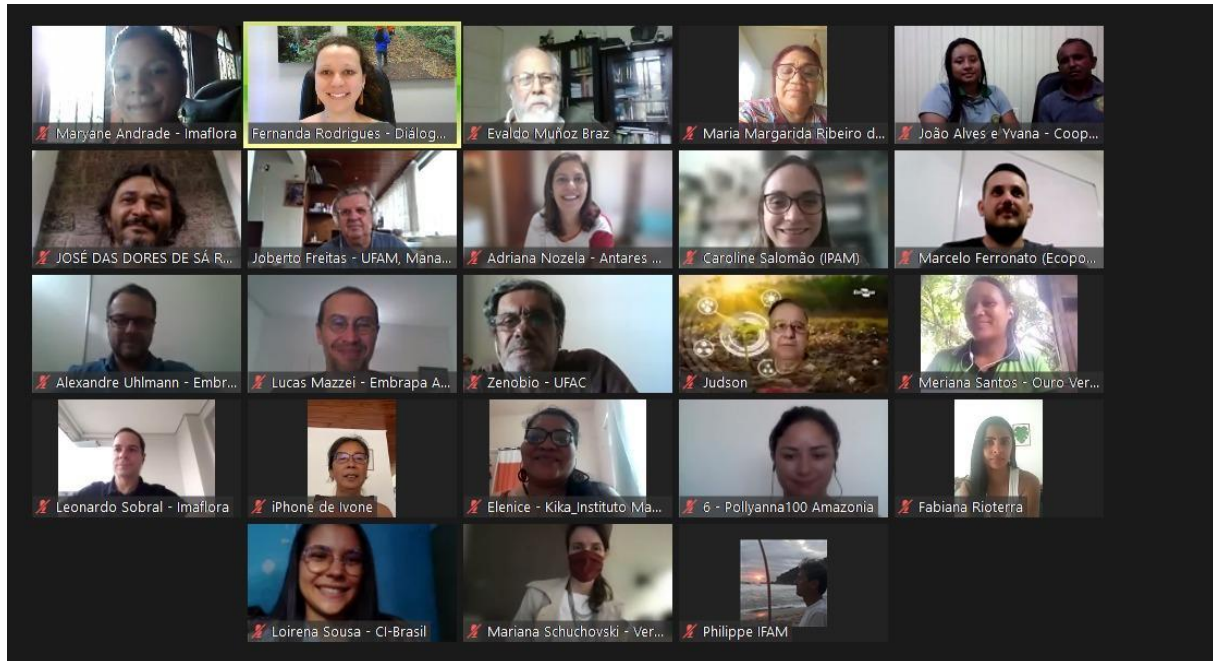 Maryane Andrade - Imaflora
Fernanda Rodrigues - Diálog...
Evaldo Muñoz Braz
Maria Margarida Ribeiro d...
João Alves e Yvana - Coop...
JOSÉ DAS DORES DE SÁ R...
Joberto Freitas - UFAM, Mana...
Adriana Nozela - Antares ...
Caroline Salomão (IPAM)
Marcelo Ferronato (Ecopo...
Alexandre Uhlmann - Embr...
Lucas Mazzei - Embrapa A...
Zenobio - UFAC
Judson
Meriana Santos - Ouro Ver...
Leonardo Sobral - Imaflora
iPhone de Ivone
Elenice - Kika_Instituto Ma...
6 - Pollyanna100 Amazonia
Fabiana Rioterra
Loirena Sousa - CI-Brasil
Mariana Schuchovski - Ver...
Philippe IFAM